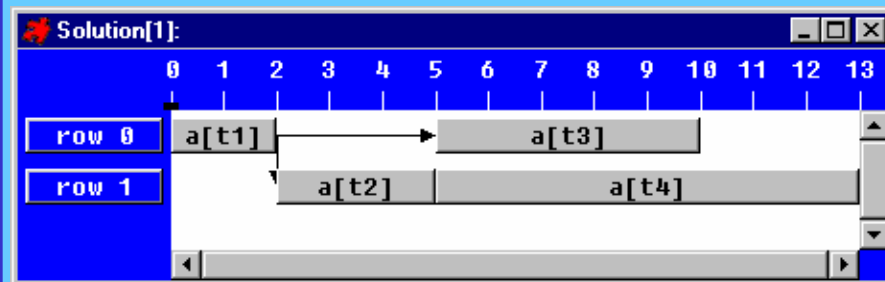 Solution[1]:
0 1 2 3 4 5 6 7 8 9 10 11 12 13
row 0 a[t1] a[t3]
row 1 a[t2] a[t4]